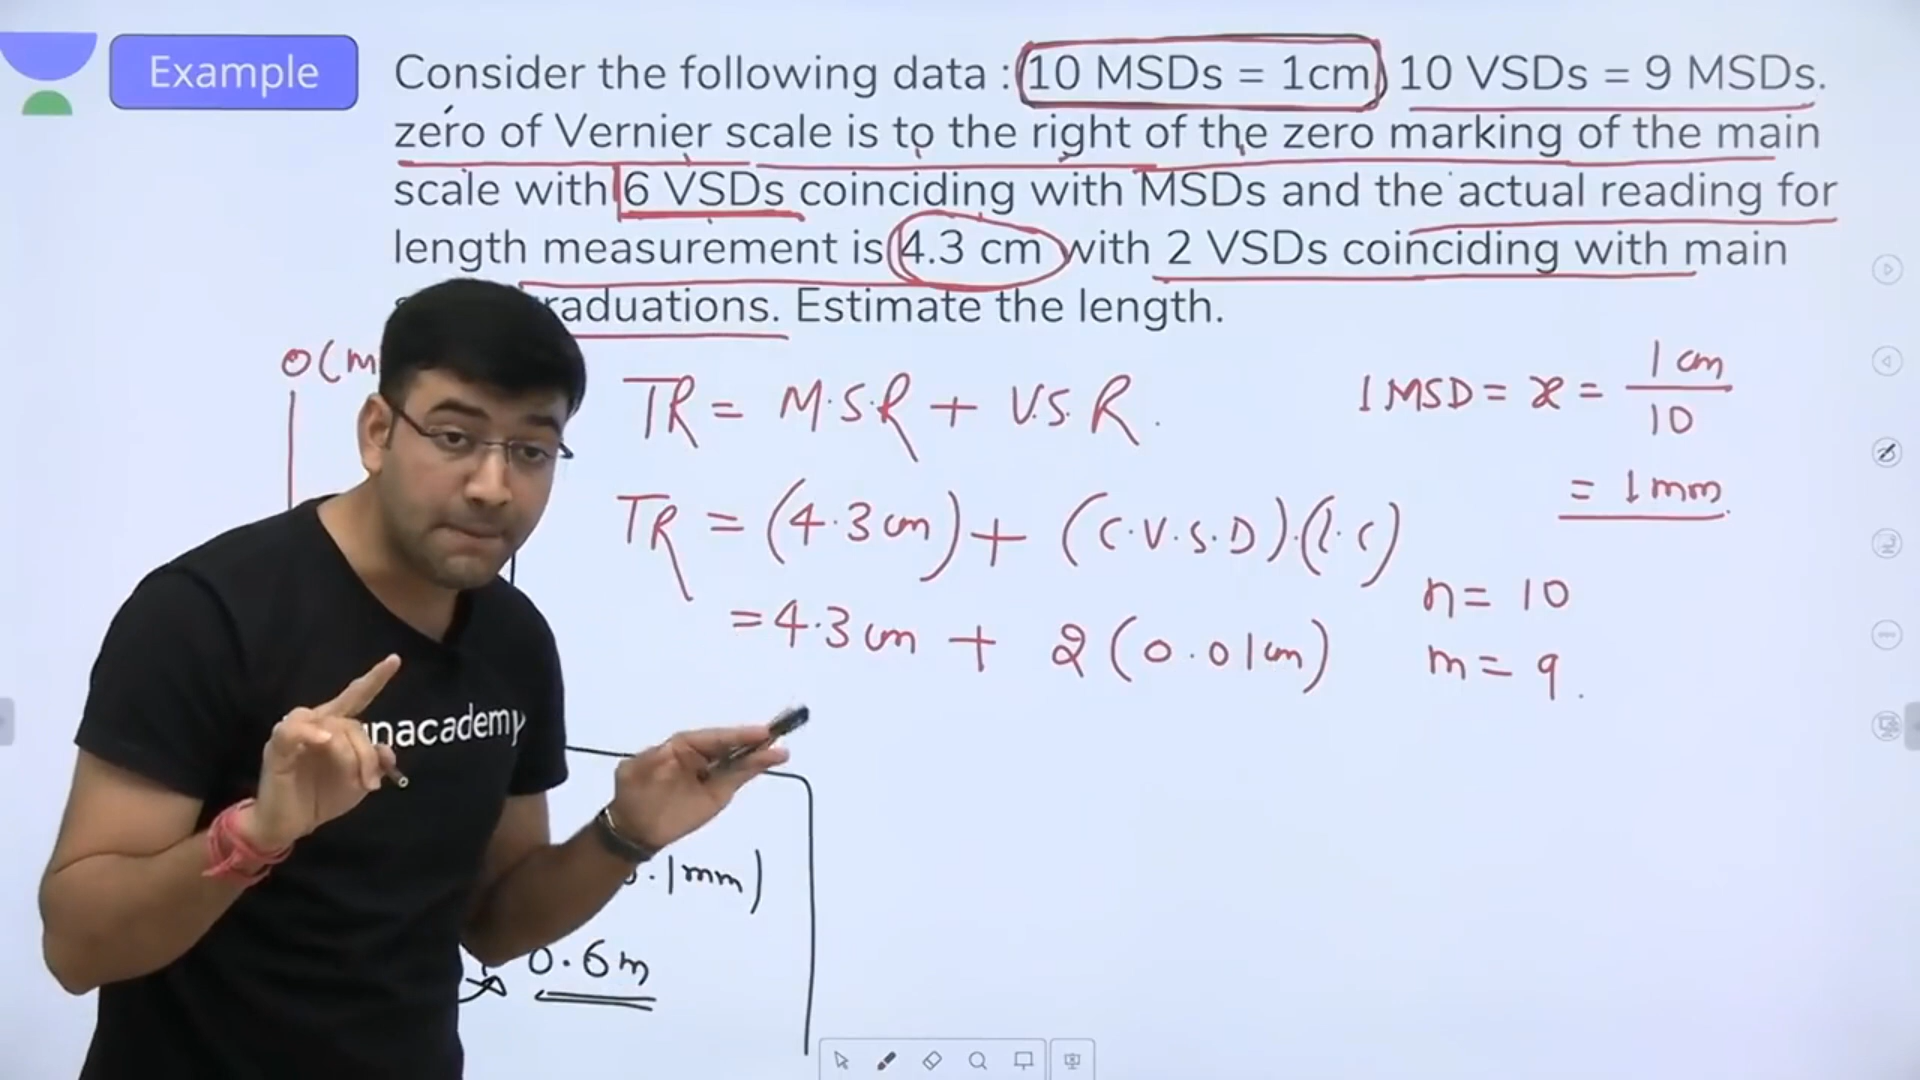 Example
Consider the following data : 10 MSDs = 1cm 10 VSDs = 9 MSDs.
zero of Vernier scale is to the right of the zero marking of the main
scale with 6 VSDs coinciding with MSDs and the actual reading for
length measurement is 4.3 cm with 2 VSDs coinciding with main
raduations. Estimate the length.
0(m
TR = M.S.R + V.S.R.
1 MSD = x = 1 cm / 10
= 1 mm
TR = (4.3 cm) + (C.V.S.D).(L.C)
n = 10
= 4.3 cm + 2 (0.01 cm)
m = 9.
unacademy
.1mm)
0.6 m